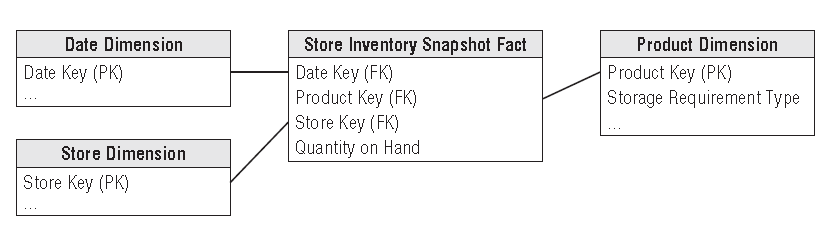 Date Dimension
Date Key (PK)
...
Store Dimension
Store Key (PK)
...
Store Inventory Snapshot Fact
Date Key (FK)
Product Key (FK)
Store Key (FK)
Quantity on Hand
Product Dimension
Product Key (PK)
Storage Requirement Type
...